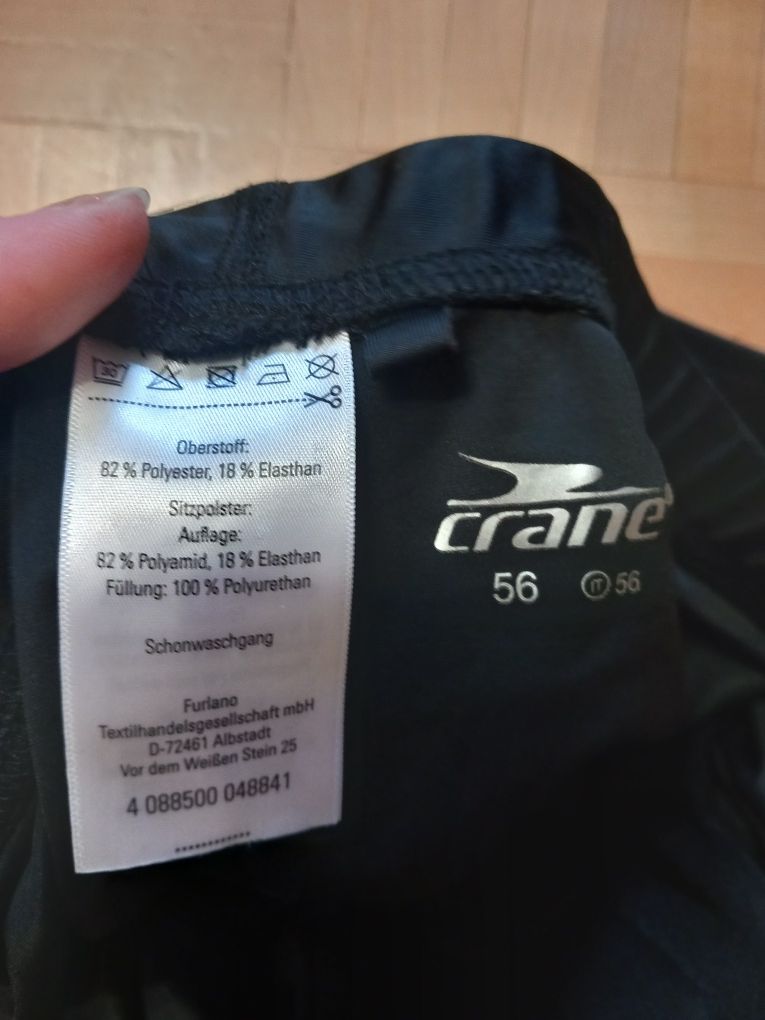 30
Oberstoff:
82 % Polyester, 18 % Elasthan
Sitzpolster:
Auflage:
82 % Polyamid, 18 % Elasthan
Füllung: 100 % Polyurethan
Schonwaschgang
Furlano
Textilhandelsgesellschaft mbH
D-72461 Albstadt
Vor dem Weißen Stein 25
4 088500 048841
crane
56 IT 56